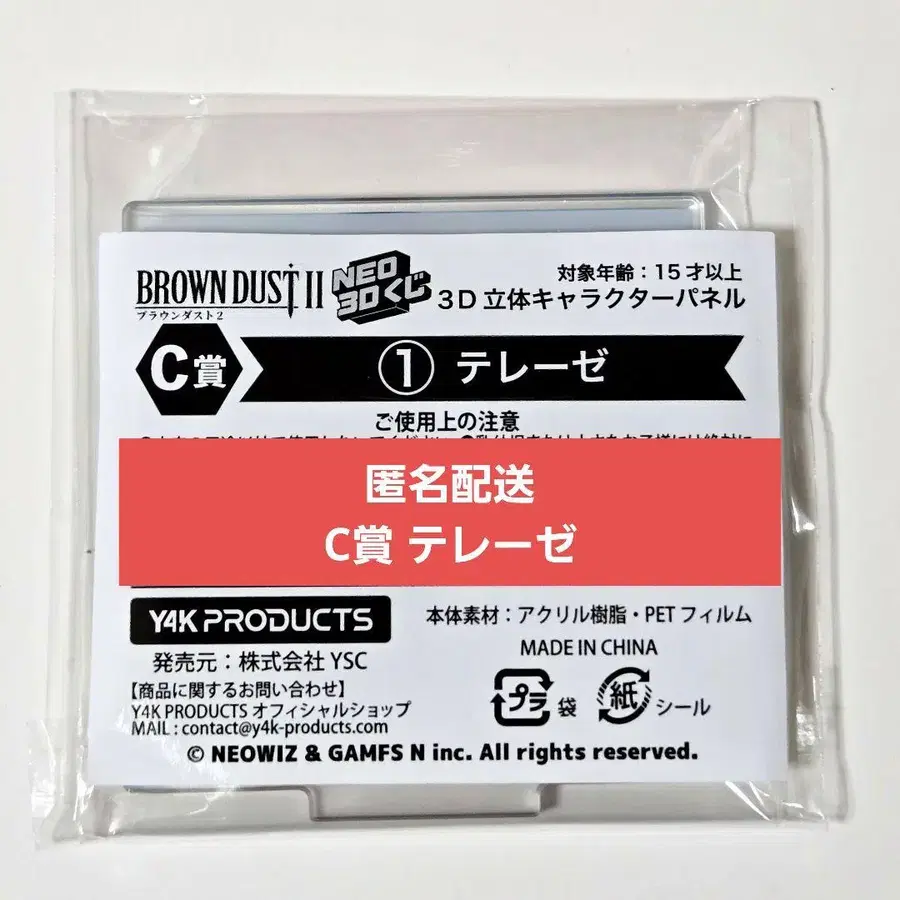 BROWN DUST II
ブラウンダスト2
NEO
3Dくじ
対象年齢：15才以上
3D立体キャラクターパネル
C賞
① テレーゼ
ご使用上の注意
匿名配送
C賞 テレーゼ
Y4K PRODUCTS
本体素材：アクリル樹脂・PETフィルム
発売元：株式会社 YSC
MADE IN CHINA
【商品に関するお問い合わせ】
Y4K PRODUCTS オフィシャルショップ
MAIL : contact@y4k-products.com
プラ 袋
紙 シール
© NEOWIZ & GAMFS N inc. All rights reserved.